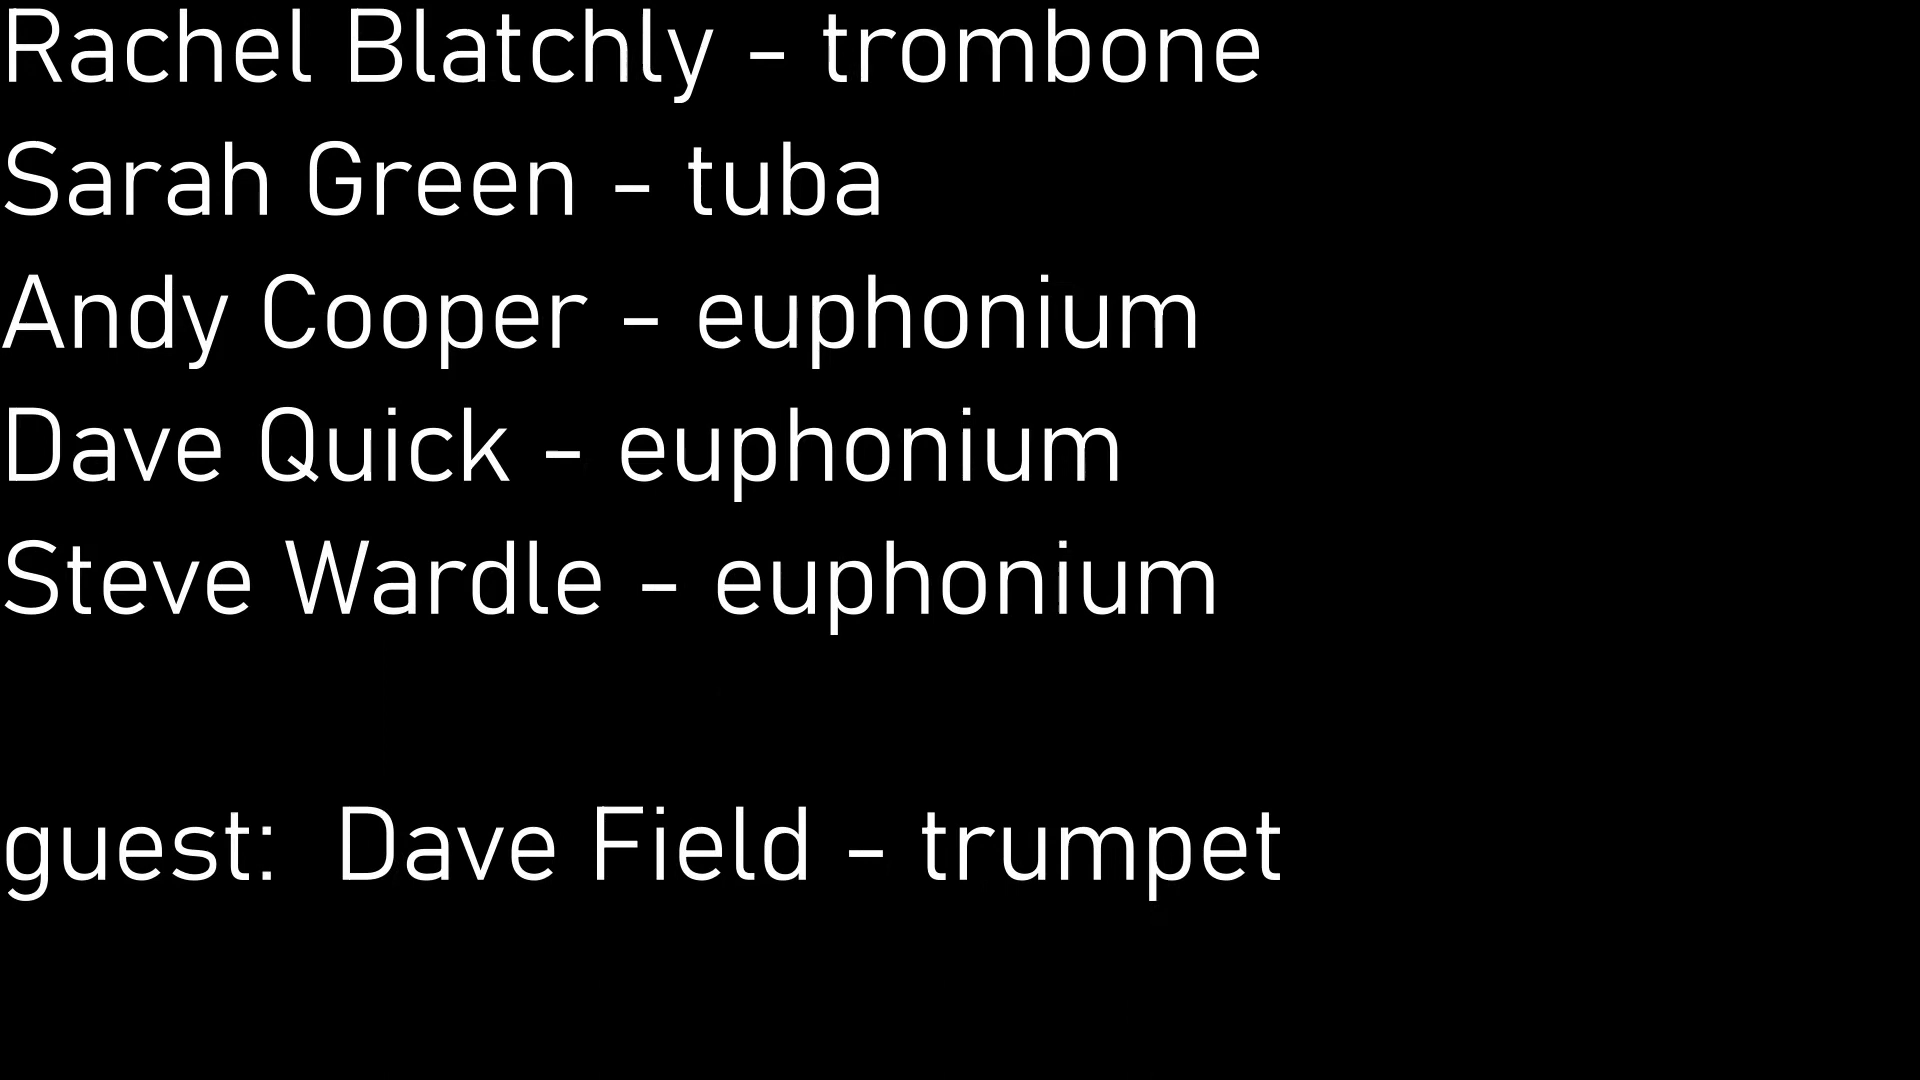 Rachel Blatchly - trombone
Sarah Green - tuba
Andy Cooper - euphonium
Dave Quick - euphonium
Steve Wardle - euphonium
guest:  Dave Field - trumpet